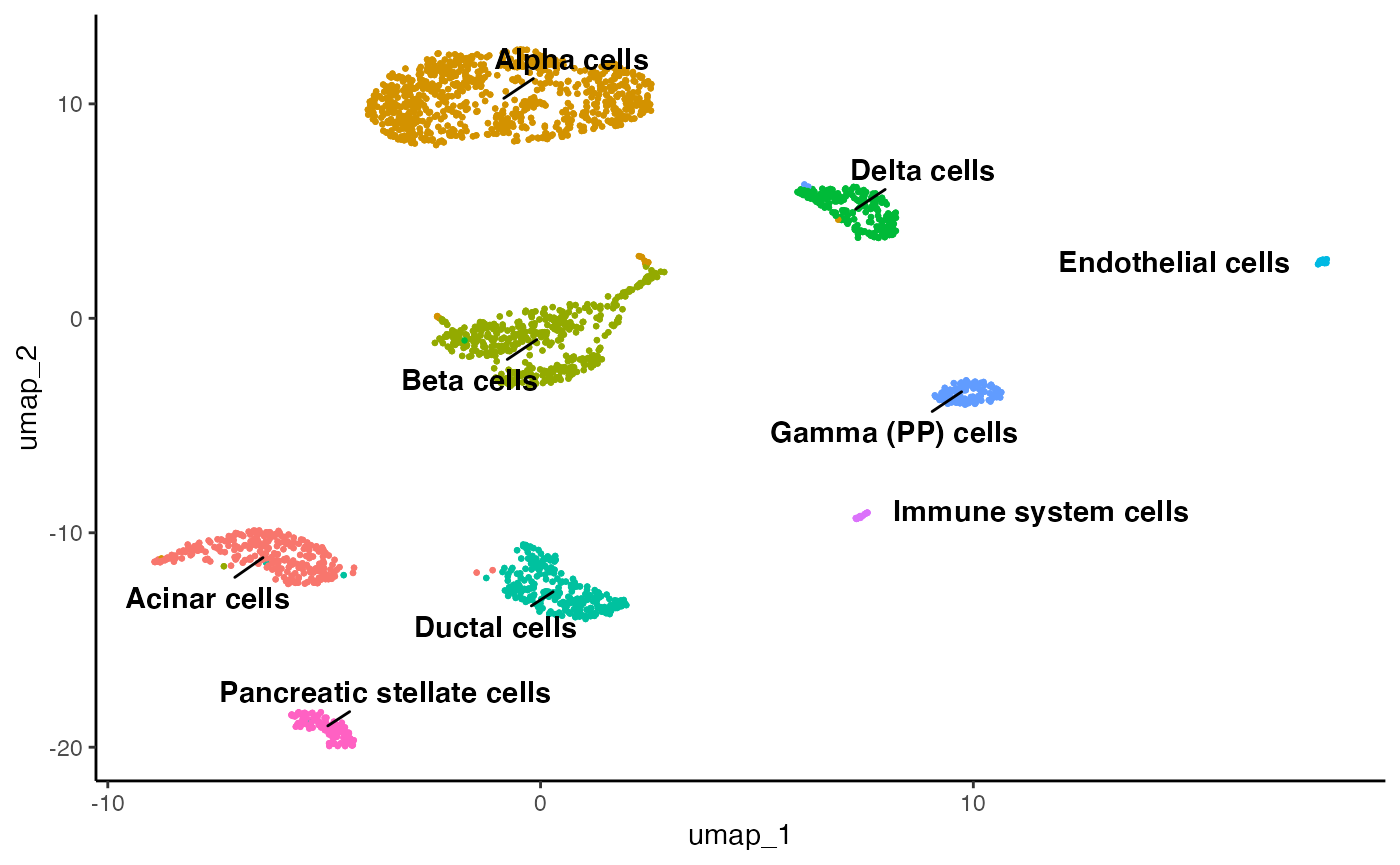 Alpha cells
10
Delta cells
Endothelial cells
0
Beta cells
umap_2
Gamma (PP) cells
Immune system cells
-10
Acinar cells
Ductal cells
Pancreatic stellate cells
-20
-10
0
10
umap_1